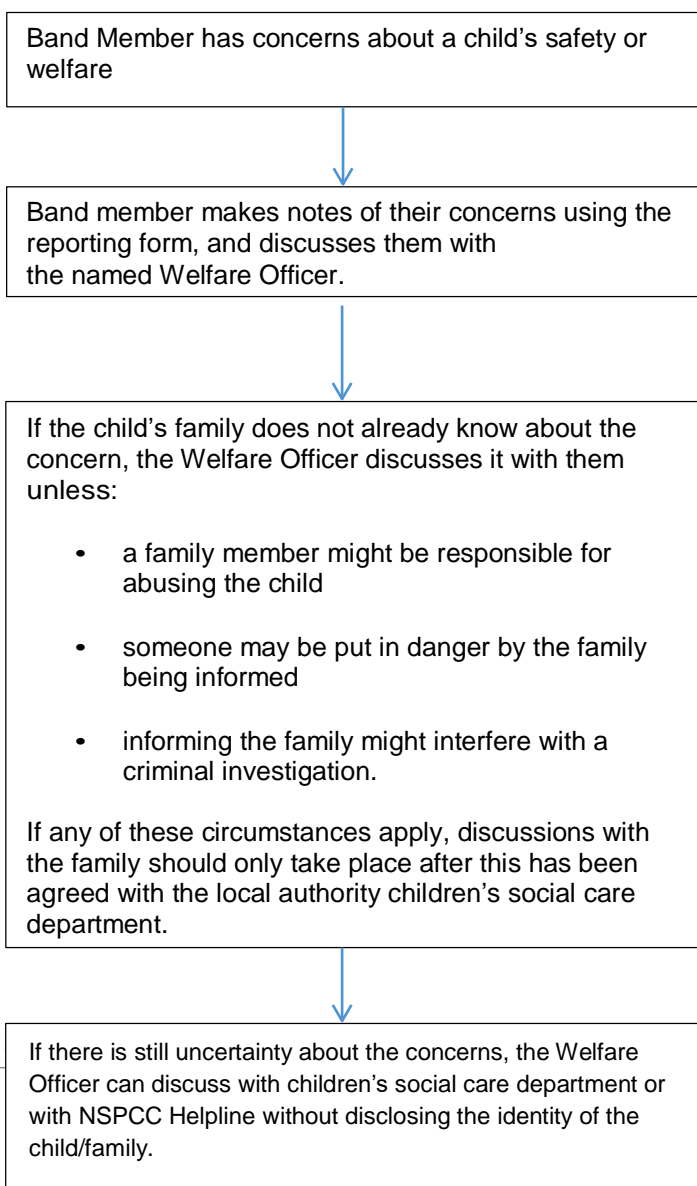 Band Member has concerns about a child's safety or
welfare
Band member makes notes of their concerns using the
reporting form, and discusses them with
the named Welfare Officer.
If the child's family does not already know about the
concern, the Welfare Officer discusses it with them
unless:
• a family member might be responsible for
abusing the child
• someone may be put in danger by the family
being informed
• informing the family might interfere with a
criminal investigation.
If any of these circumstances apply, discussions with
the family should only take place after this has been
agreed with the local authority children's social care
department.
If there is still uncertainty about the concerns, the Welfare
Officer can discuss with children's social care department or
with NSPCC Helpline without disclosing the identity of the
child/family.